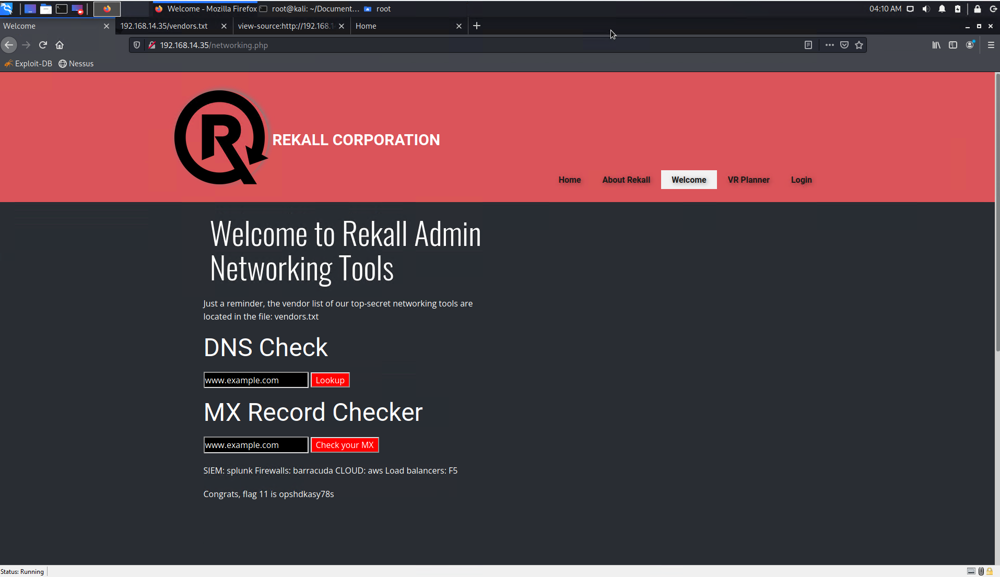 Welcome - Mozilla Firefox root@kali: ~/Document... root 04:10 AM
Welcome 192.168.14.35/vendors.txt view-source:http://192.168.1 Home
192.168.14.35/networking.php
Exploit-DB Nessus
R
REKALL CORPORATION
Home About Rekall Welcome VR Planner Login
Welcome to Rekall Admin
Networking Tools
Just a reminder, the vendor list of our top-secret networking tools are
located in the file: vendors.txt
DNS Check
www.example.com Lookup
MX Record Checker
www.example.com Check your MX
SIEM: splunk Firewalls: barracuda CLOUD: aws Load balancers: F5
Congrats, flag 11 is opshdkasy78s
Status: Running